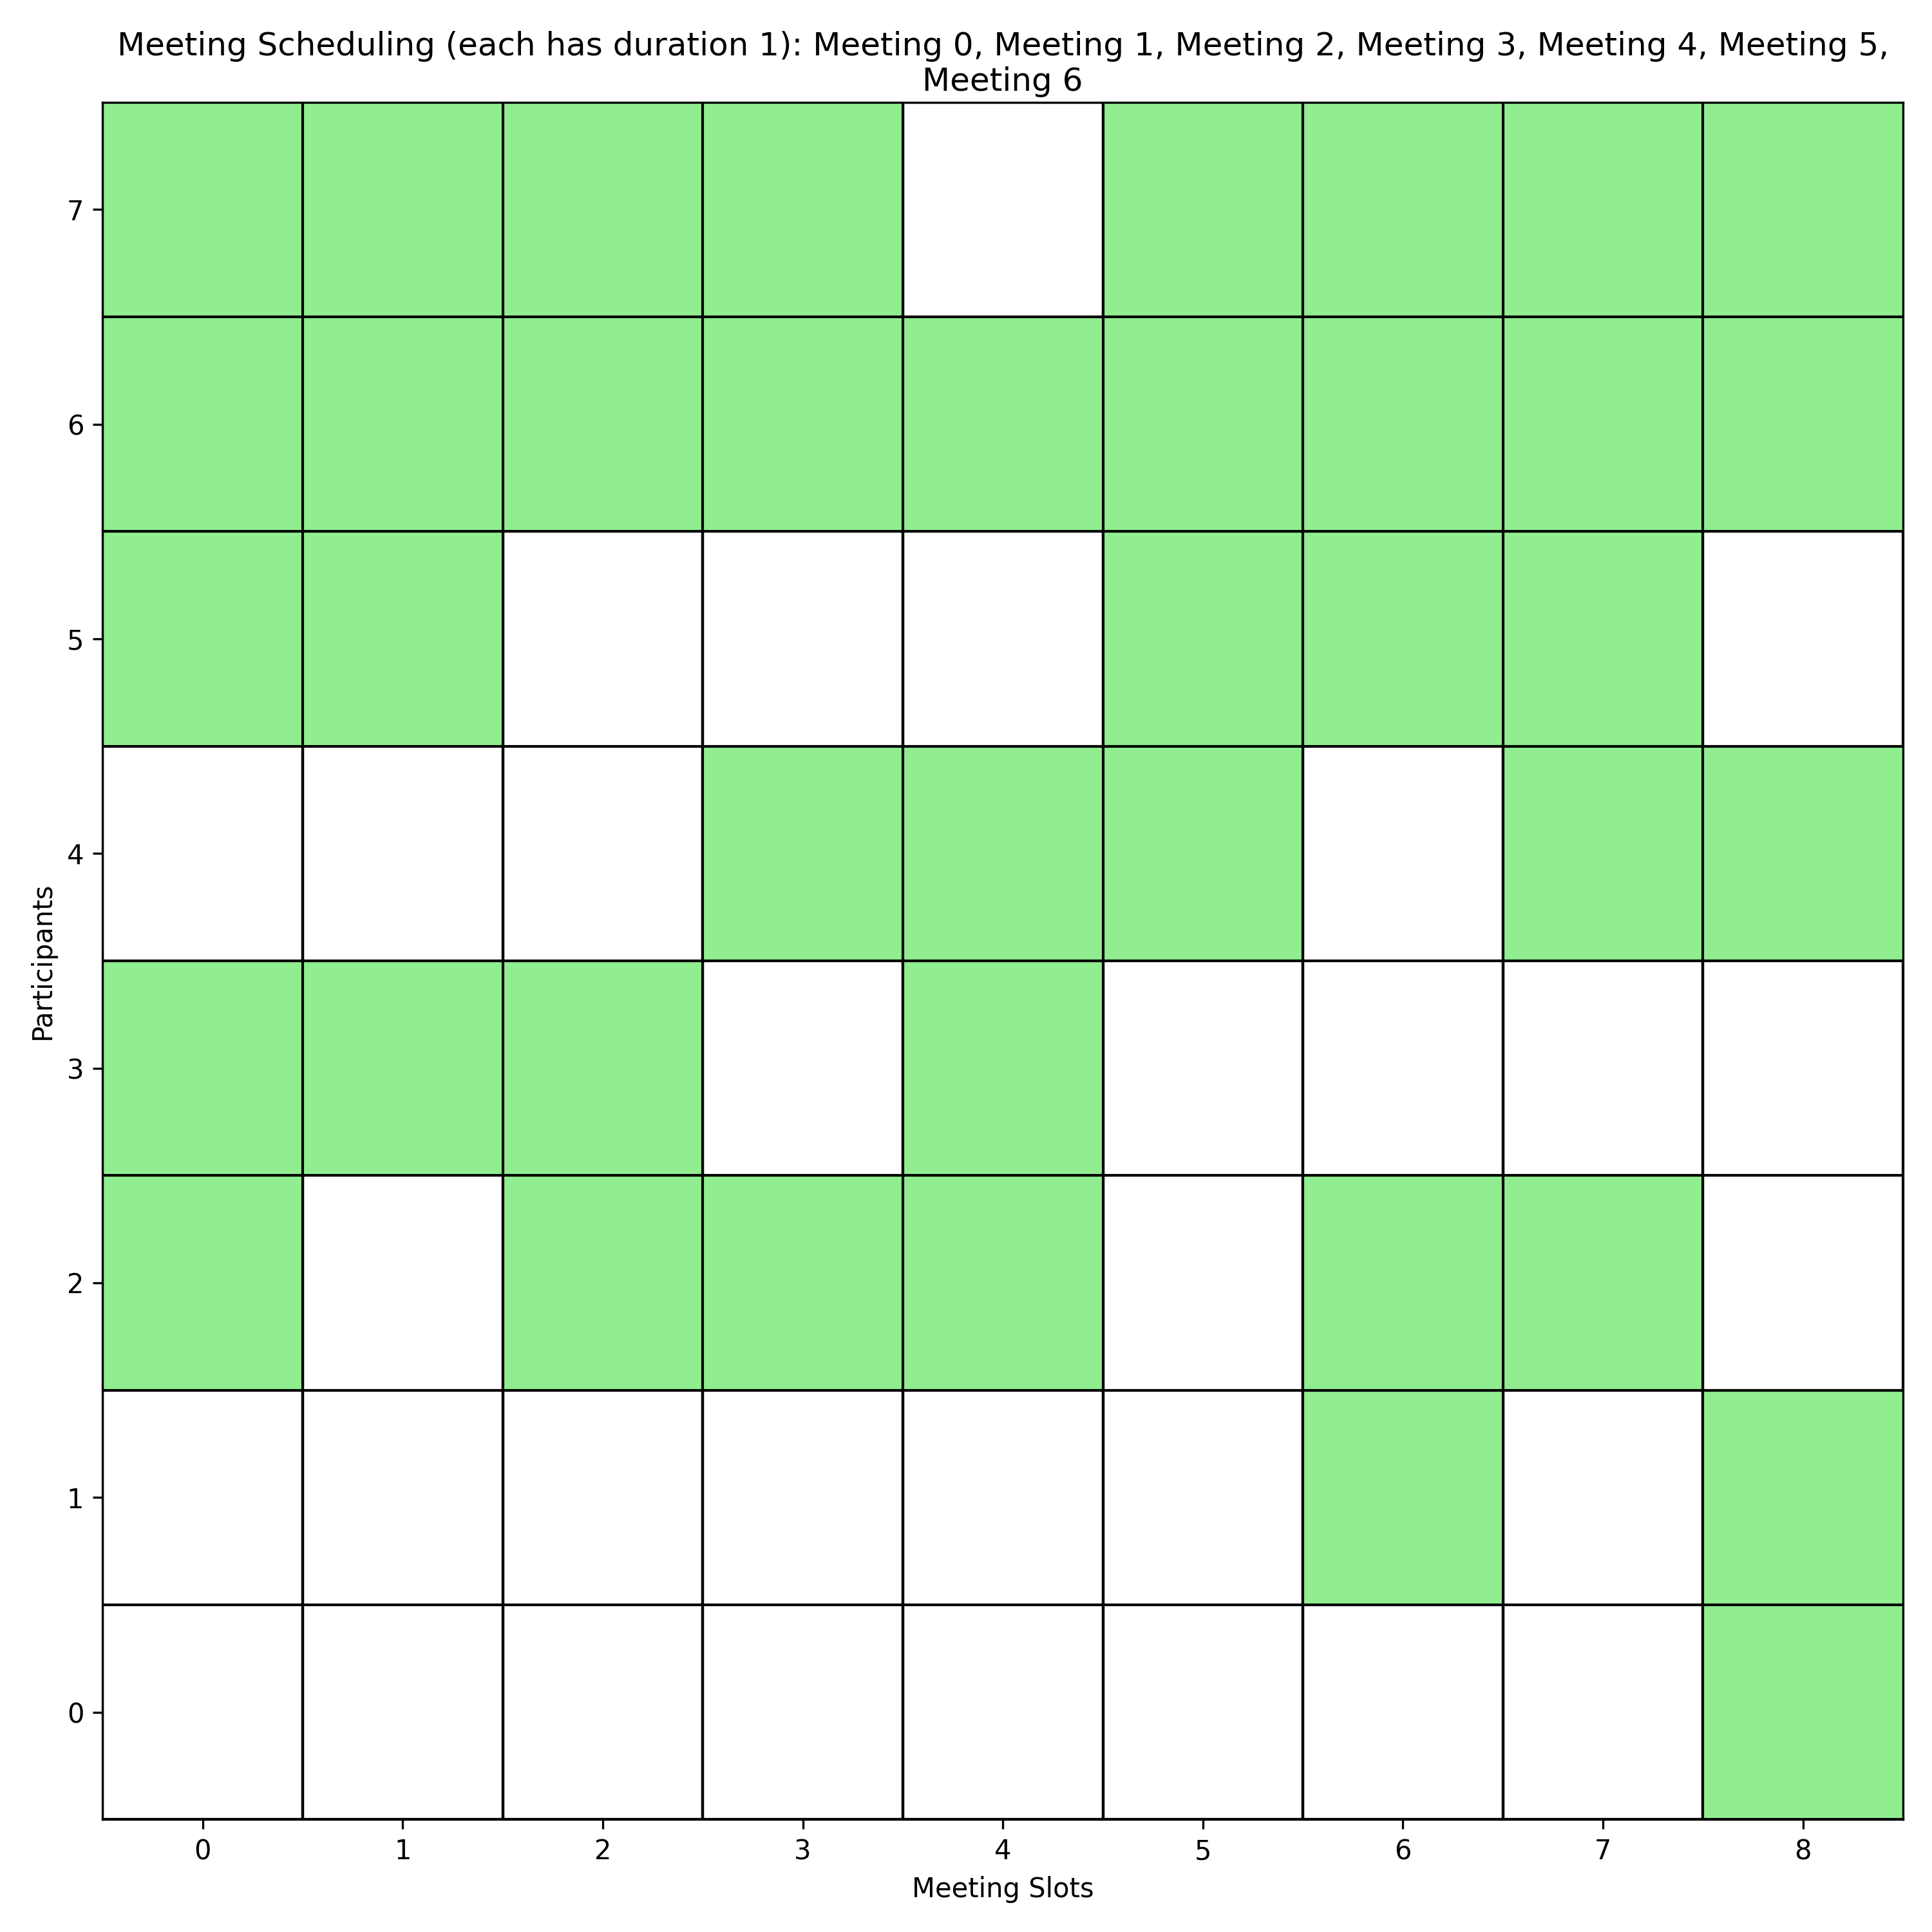 Meeting Scheduling (each has duration 1): Meeting 0, Meeting 1, Meeting 2, Meeting 3, Meeting 4, Meeting 5,
Meeting 6
7
6
5
4
3
2
1
0
Participants
0 1 2 3 4 5 6 7 8
Meeting Slots